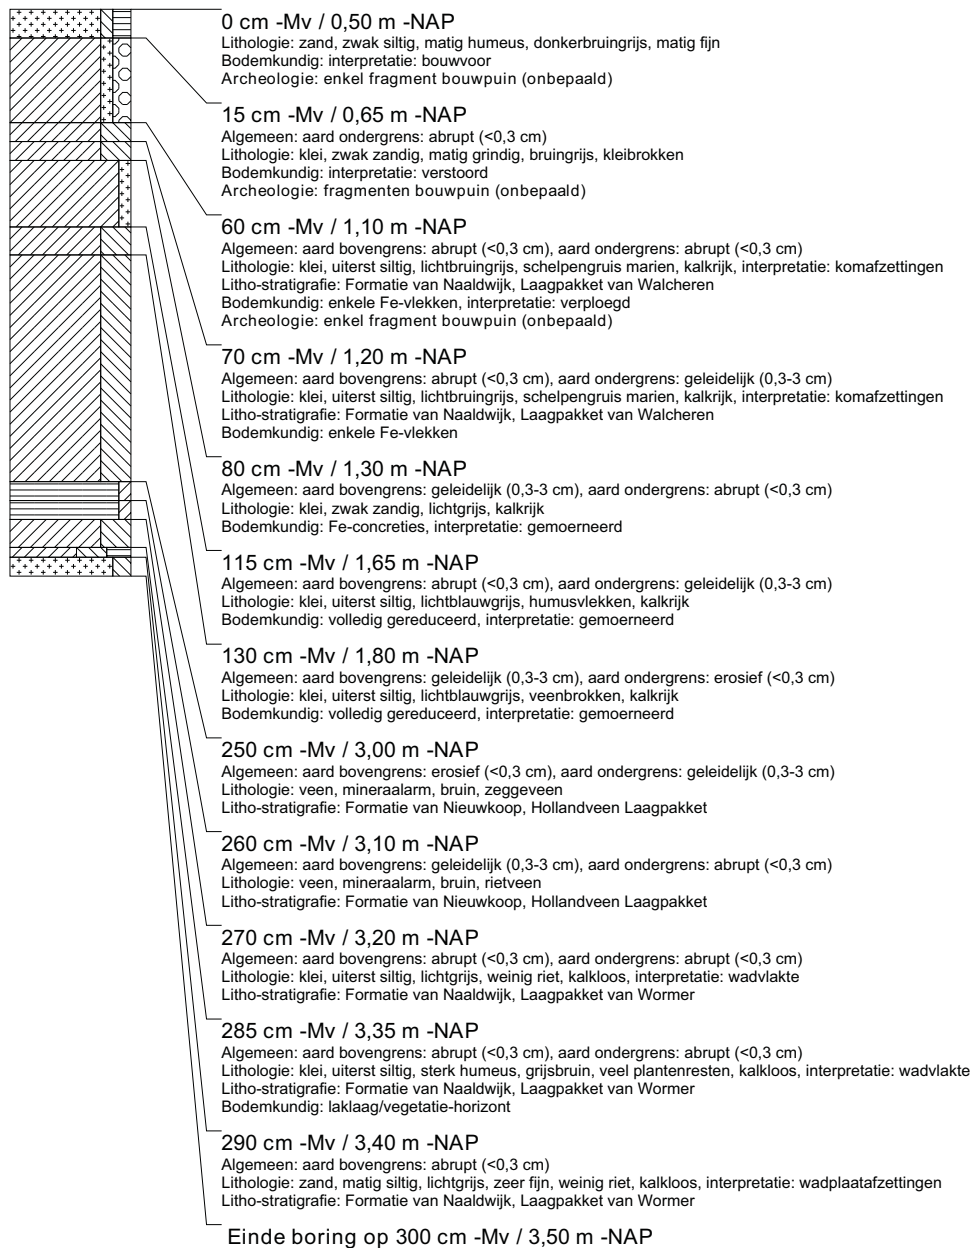 0 cm -Mv / 0,50 m -NAP
Lithologie: zand, zwak siltig, matig humeus, donkerbruingrijs, matig fijn
Bodemkundig: interpretatie: bouwvoor
Archeologie: enkel fragment bouwpuin (onbepaald)
15 cm -Mv / 0,65 m -NAP
Algemeen: aard ondergrens: abrupt (<0,3 cm)
Lithologie: klei, zwak zandig, matig grindig, bruingrijs, kleibrokken
Bodemkundig: interpretatie: verstoord
Archeologie: fragmenten bouwpuin (onbepaald)
60 cm -Mv / 1,10 m -NAP
Algemeen: aard bovengrens: abrupt (<0,3 cm), aard ondergrens: abrupt (<0,3 cm)
Lithologie: klei, uiterst siltig, lichtbruingrijs, schelpengruis marien, kalkrijk, interpretatie: komafzettingen
Litho-stratigrafie: Formatie van Naaldwijk, Laagpakket van Walcheren
Bodemkundig: enkele Fe-vlekken, interpretatie: verploegd
Archeologie: enkel fragment bouwpuin (onbepaald)
70 cm -Mv / 1,20 m -NAP
Algemeen: aard bovengrens: abrupt (<0,3 cm), aard ondergrens: geleidelijk (0,3-3 cm)
Lithologie: klei, uiterst siltig, lichtbruingrijs, schelpengruis marien, kalkrijk, interpretatie: komafzettingen
Litho-stratigrafie: Formatie van Naaldwijk, Laagpakket van Walcheren
Bodemkundig: enkele Fe-vlekken
80 cm -Mv / 1,30 m -NAP
Algemeen: aard bovengrens: geleidelijk (0,3-3 cm), aard ondergrens: abrupt (<0,3 cm)
Lithologie: klei, zwak zandig, lichtgrijs, kalkrijk
Bodemkundig: Fe-concreties, interpretatie: gemoerneerd
115 cm -Mv / 1,65 m -NAP
Algemeen: aard bovengrens: abrupt (<0,3 cm), aard ondergrens: geleidelijk (0,3-3 cm)
Lithologie: klei, uiterst siltig, lichtblauwgrijs, humusvlekken, kalkrijk
Bodemkundig: volledig gereduceerd, interpretatie: gemoerneerd
130 cm -Mv / 1,80 m -NAP
Algemeen: aard bovengrens: geleidelijk (0,3-3 cm), aard ondergrens: erosief (<0,3 cm)
Lithologie: klei, uiterst siltig, lichtblauwgrijs, veenbrokken, kalkrijk
Bodemkundig: volledig gereduceerd, interpretatie: gemoerneerd
250 cm -Mv / 3,00 m -NAP
Algemeen: aard bovengrens: erosief (<0,3 cm), aard ondergrens: geleidelijk (0,3-3 cm)
Lithologie: veen, mineraalarm, bruin, zeggeveen
Litho-stratigrafie: Formatie van Nieuwkoop, Hollandveen Laagpakket
260 cm -Mv / 3,10 m -NAP
Algemeen: aard bovengrens: geleidelijk (0,3-3 cm), aard ondergrens: abrupt (<0,3 cm)
Lithologie: veen, mineraalarm, bruin, rietveen
Litho-stratigrafie: Formatie van Nieuwkoop, Hollandveen Laagpakket
270 cm -Mv / 3,20 m -NAP
Algemeen: aard bovengrens: abrupt (<0,3 cm), aard ondergrens: abrupt (<0,3 cm)
Lithologie: klei, uiterst siltig, lichtgrijs, weinig riet, kalkloos, interpretatie: wadvlakte
Litho-stratigrafie: Formatie van Naaldwijk, Laagpakket van Wormer
285 cm -Mv / 3,35 m -NAP
Algemeen: aard bovengrens: abrupt (<0,3 cm), aard ondergrens: abrupt (<0,3 cm)
Lithologie: klei, uiterst siltig, sterk humeus, grijsbruin, veel plantenresten, kalkloos, interpretatie: wadvlakte
Litho-stratigrafie: Formatie van Naaldwijk, Laagpakket van Wormer
Bodemkundig: laklaag/vegetatie-horizont
290 cm -Mv / 3,40 m -NAP
Algemeen: aard bovengrens: abrupt (<0,3 cm)
Lithologie: zand, matig siltig, lichtgrijs, zeer fijn, weinig riet, kalkloos, interpretatie: wadplaatafzettingen
Litho-stratigrafie: Formatie van Naaldwijk, Laagpakket van Wormer
Einde boring op 300 cm -Mv / 3,50 m -NAP